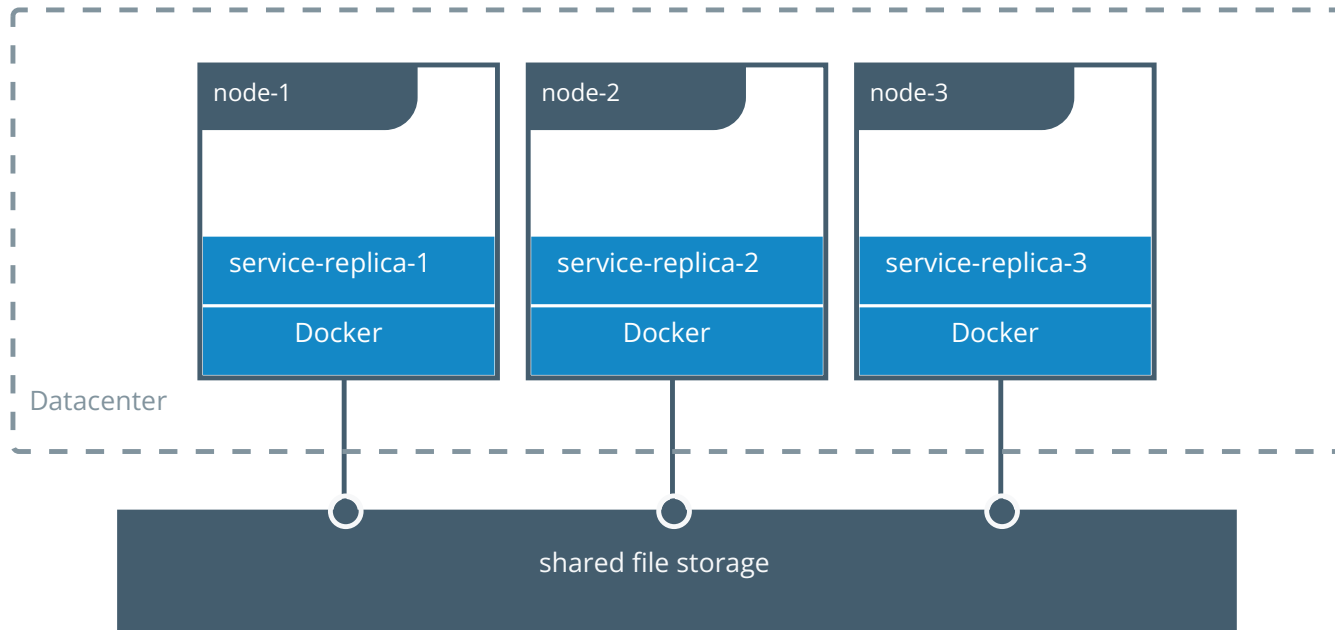 node-1
node-2
node-3
service-replica-1
service-replica-2
service-replica-3
Docker
Docker
Docker
Datacenter
shared file storage